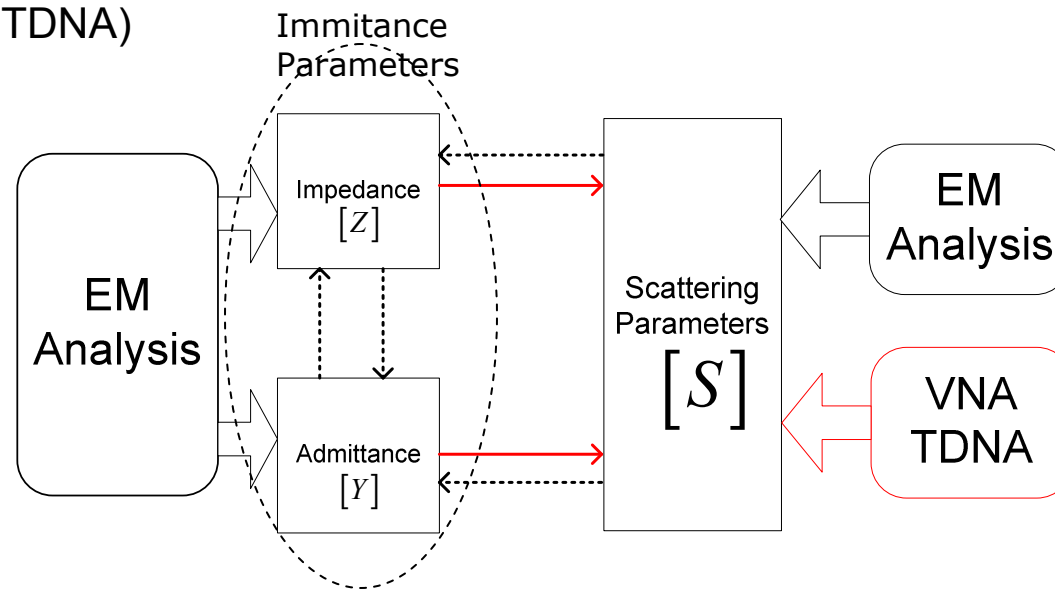 TDNA)
Immitance
Parameters
Impedance
[Z]
EM
Analysis
Admittance
[Y]
Scattering
Parameters
[S]
EM
Analysis
VNA
TDNA